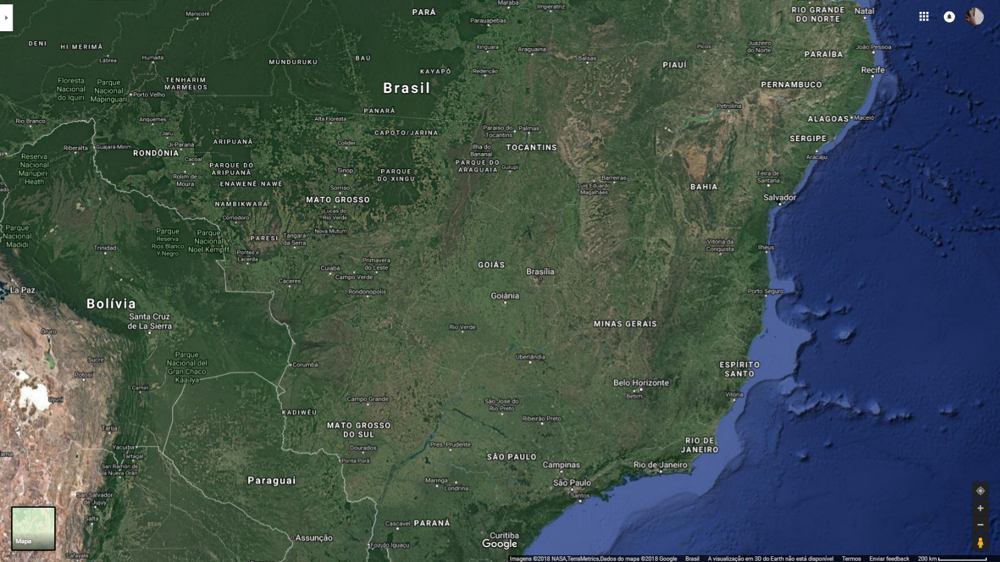 Manicoré
PARÁ
Marabá
Imperatriz
RIO GRANDE
DO NORTE
Natal
Parauapebas
DENI
HI MERIMÃ
Xinguara
Araguaína
Picos
Juazeiro
do Norte
João Pessoa
PARAÍBA
Lábrea
Humaitá
MUNDURUKU
BAÚ
Balsas
PIAUÍ
KAYAPÓ
Redenção
Recife
Floresta
Nacional
do Iquiri
Parque
Nacional
Mapinguari
TENHARIM
MARMELOS
Brasil
PERNAMBUCO
Porto Velho
Petrolina
PANARÁ
Rio Branco
Ariquemes
Alta Floresta
ALAGOAS
Maceió
Jaru
CAPOTO/JARINA
Paraíso do
Tocantins
Palmas
SERGIPE
Riberalta
Guajará-Mirim
Ji-Paraná
ARIPUANÃ
Colider
Ilha do
Bananal
TOCANTINS
RONDÔNIA
Aracaju
Reserva
Nacional
Manupiri-
Heath
Cacoal
PARQUE DO
ARIPUANÃ
PARQUE DO
ARAGUAIA
Gurupi
Sinop
PARQUE
DO XINGU
Rolim de
Moura
ENAWENÊ-NAWÊ
Barreiras
Feira de
Santana
Luis Eduardo
Magalhães
BAHIA
Sorriso
MATO GROSSO
Salvador
NAMBIKWARA
Lucas do
Rio Verde
Comodoro
Parque
Nacional
Madidi
Parque
Reserva
Rios Blanco
Y Negro
Parque
Nacional
Noel Kempff
Nova Mutum
PARESI
Tangará
da Serra
Trinidad
Pontes e
Lacerda
Vitória da
Conquista
Ilhéus
Primavera
do Leste
Cuiabá
Campo Verde
GOIÁS
Brasília
Cáceres
Rondonópolis
Goiânia
Porto Seguro
La Paz
Bolívia
Santa Cruz
de La Sierra
Rio Verde
MINAS GERAIS
Oruro
Sucre
Parque
Nacional del
Gran Chaco
Kaa-Iya
Corumbá
Uberlândia
ESPÍRITO
SANTO
Potosí
Camiri
Belo Horizonte
Betim
Vitória
Uyuni
Campo Grande
São José do
Rio Preto
KADIWÉU
Ribeirão Preto
Tarija
MATO GROSSO
DO SUL
Yacuiba
Dourados
Pres. Prudente
RIO DE
JANEIRO
Tartagal
Ponta Porã
SÃO PAULO
Campinas
Rio de Janeiro
San Ramón de
la Nueva Orán
Paraguai
Maringá
Londrina
São Paulo
Santos
San Salvador
de Jujuy
Salta
Cascavel
PARANÁ
Mapa
Assunção
Curitiba
Google
Foz do Iguaçu
Cafayate
Imagens ©2018 NASA,TerraMetrics,Dados do mapa ©2018 Google Brasil A visualização em 3D do Earth não está disponível Termos Enviar feedback 200 km